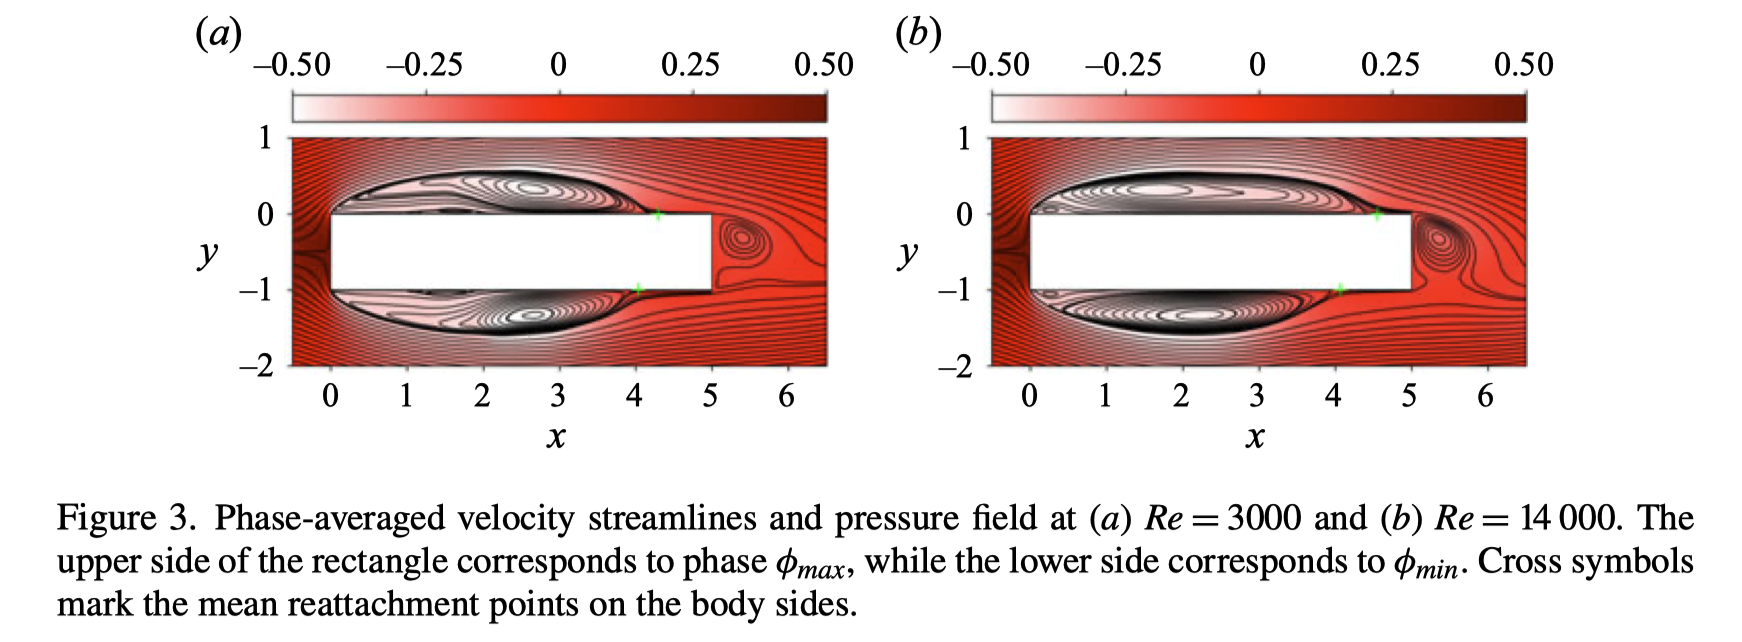 (a)
−0.50 −0.25 0 0.25 0.50
1
0
y
−1
−2
0 1 2 3 4 5 6
x
(b)
−0.50 −0.25 0 0.25 0.50
1
0
y
−1
−2
0 1 2 3 4 5 6
x
Figure 3. Phase-averaged velocity streamlines and pressure field at (a) Re = 3000 and (b) Re = 14 000. The
upper side of the rectangle corresponds to phase ϕmax, while the lower side corresponds to ϕmin. Cross symbols
mark the mean reattachment points on the body sides.